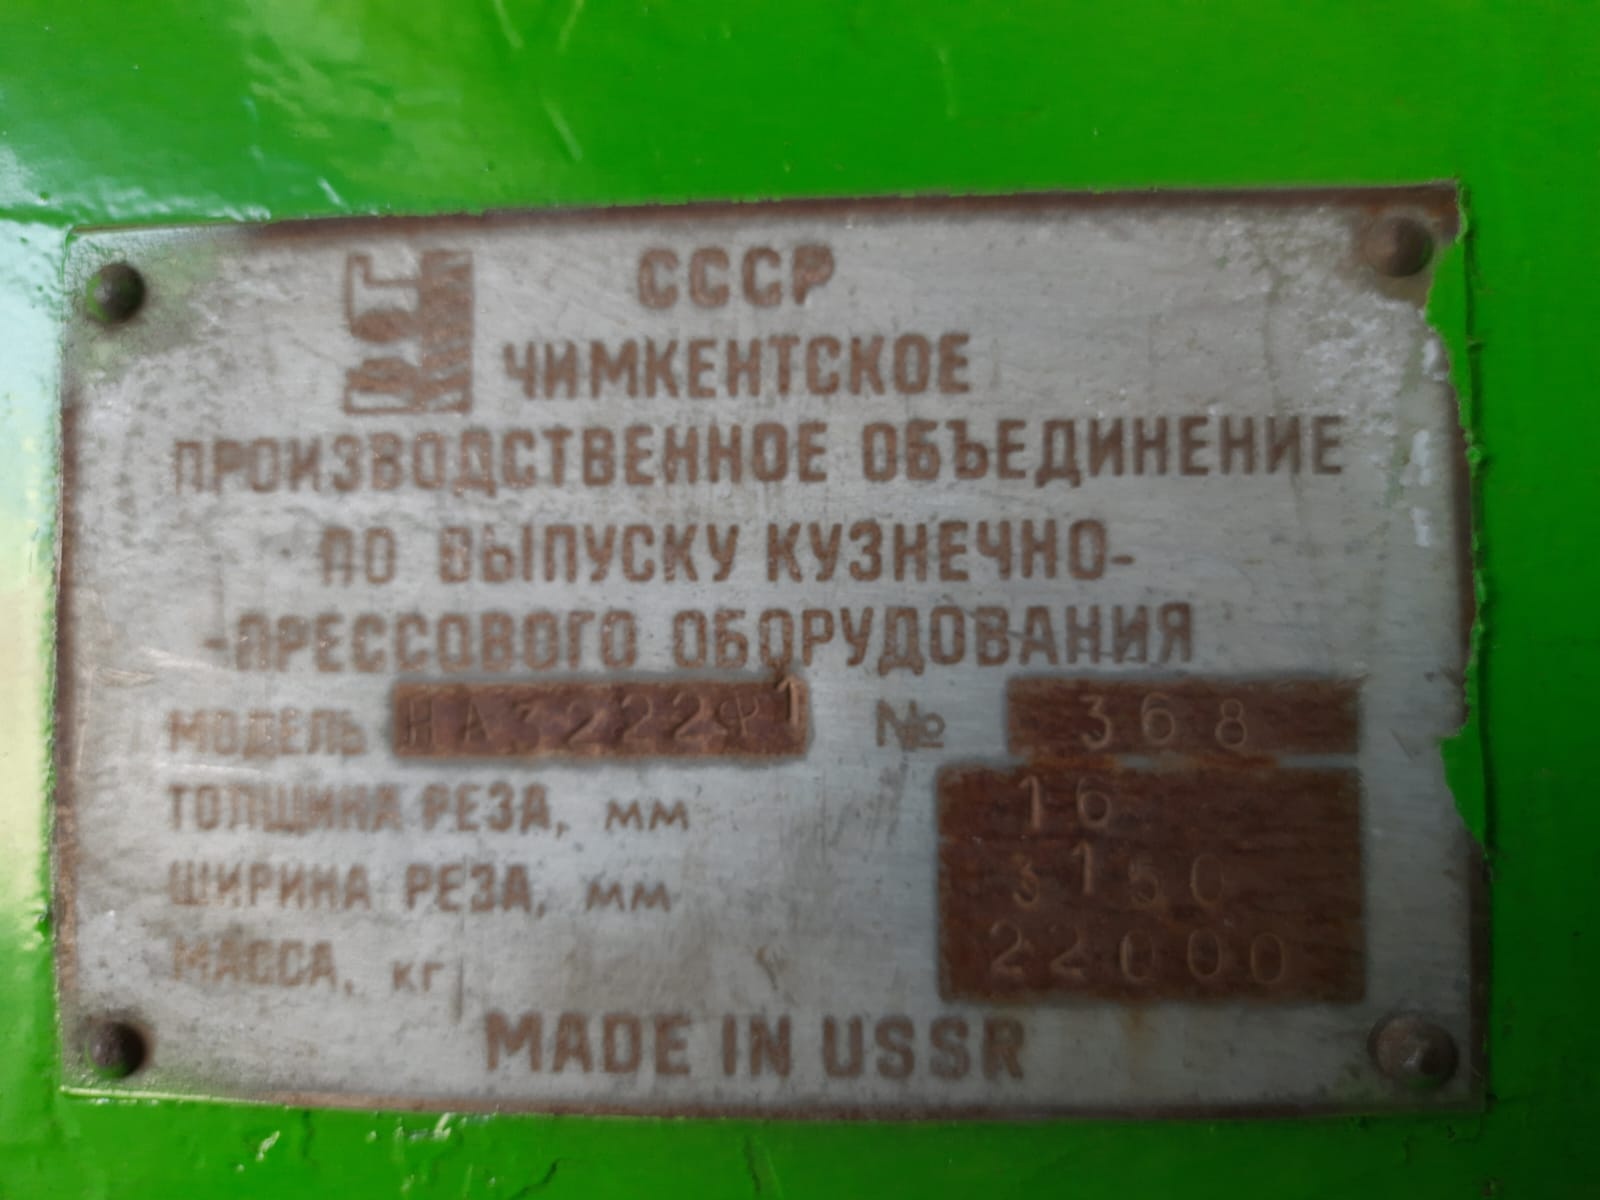 СССР
ЧИМКЕНТСКОЕ
ПРОИЗВОДСТВЕННОЕ ОБЪЕДИНЕНИЕ
ПО ВЫПУСКУ КУЗНЕЧНО-
-ПРЕССОВОГО ОБОРУДОВАНИЯ
МОДЕЛЬ НА3222Ф1 № 368
ТОЛЩИНА РЕЗА, мм 16
ШИРИНА РЕЗА, мм 3150
МАССА, кг 22000
MADE IN USSR